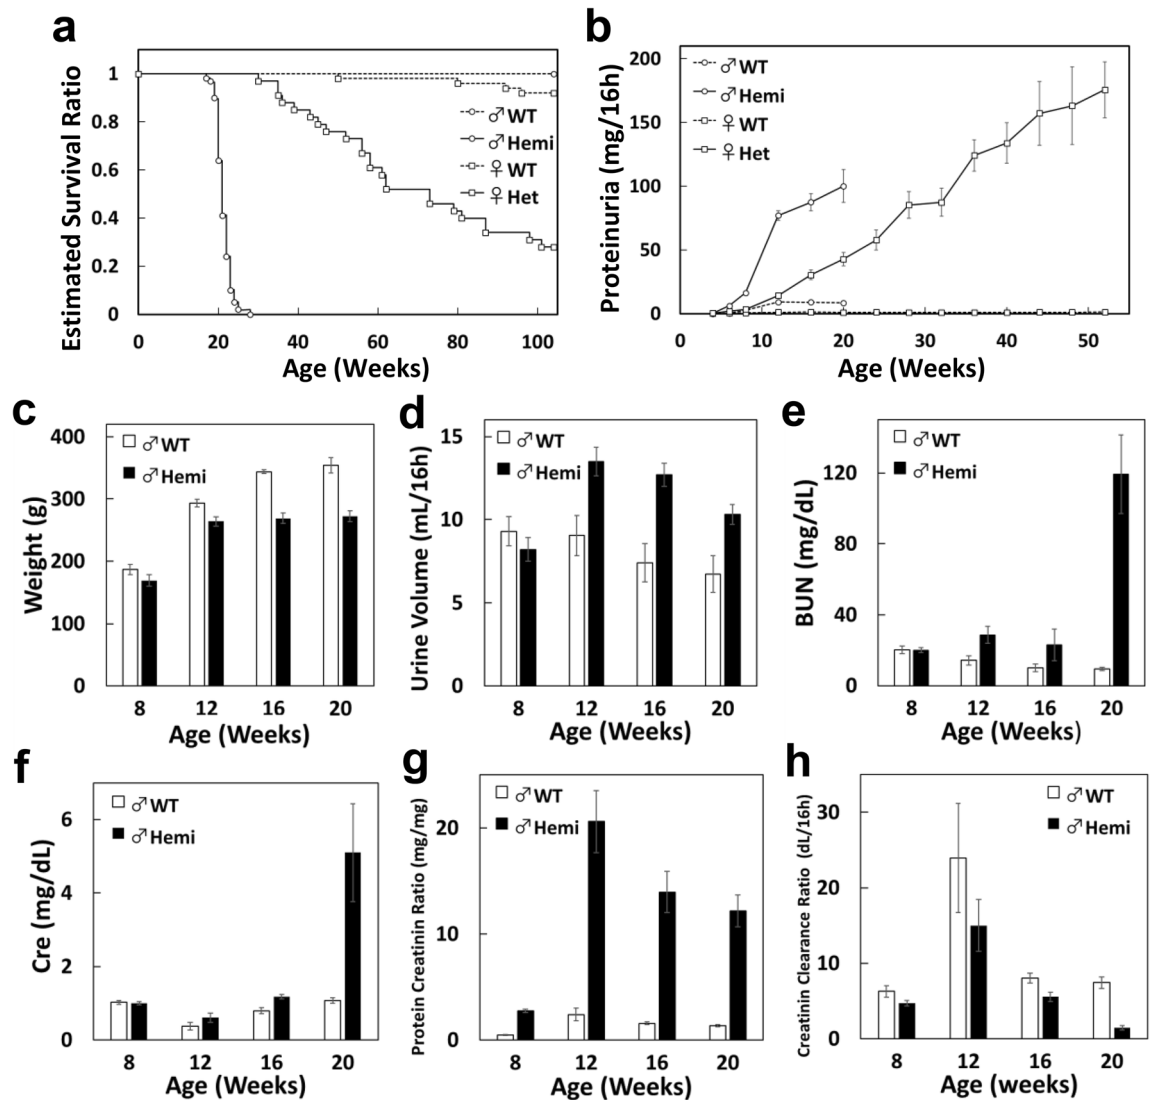 a
Estimated Survival Ratio
1
0.8
0.6
0.4
0.2
0
0 20 40 60 80 100
Age (Weeks)
♂WT
♂Hemi
♀WT
♀Het
b
Proteinuria (mg/16h)
200
150
100
50
0
0 10 20 30 40 50
Age (Weeks)
♂WT
♂Hemi
♀WT
♀Het
c
Weight (g)
400
300
200
100
0
8 12 16 20
Age (Weeks)
♂WT
♂Hemi
d
Urine Volume (mL/16h)
15
10
5
0
8 12 16 20
Age (Weeks)
♂WT
♂Hemi
e
BUN (mg/dL)
120
80
40
0
8 12 16 20
Age (Weeks)
♂WT
♂Hemi
f
Cre (mg/dL)
6
4
2
0
8 12 16 20
Age (Weeks)
♂WT
♂Hemi
g
Protein Creatinin Ratio (mg/mg)
20
10
0
8 12 16 20
Age (Weeks)
♂WT
♂Hemi
h
Creatinin Clearance Ratio (dL/16h)
30
20
10
0
8 12 16 20
Age (weeks)
♂WT
♂Hemi